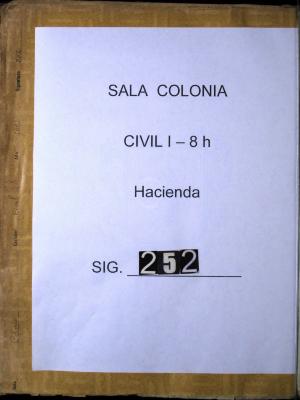 SALA COLONIA
CIVIL I – 8 h
Hacienda
SIG. 252